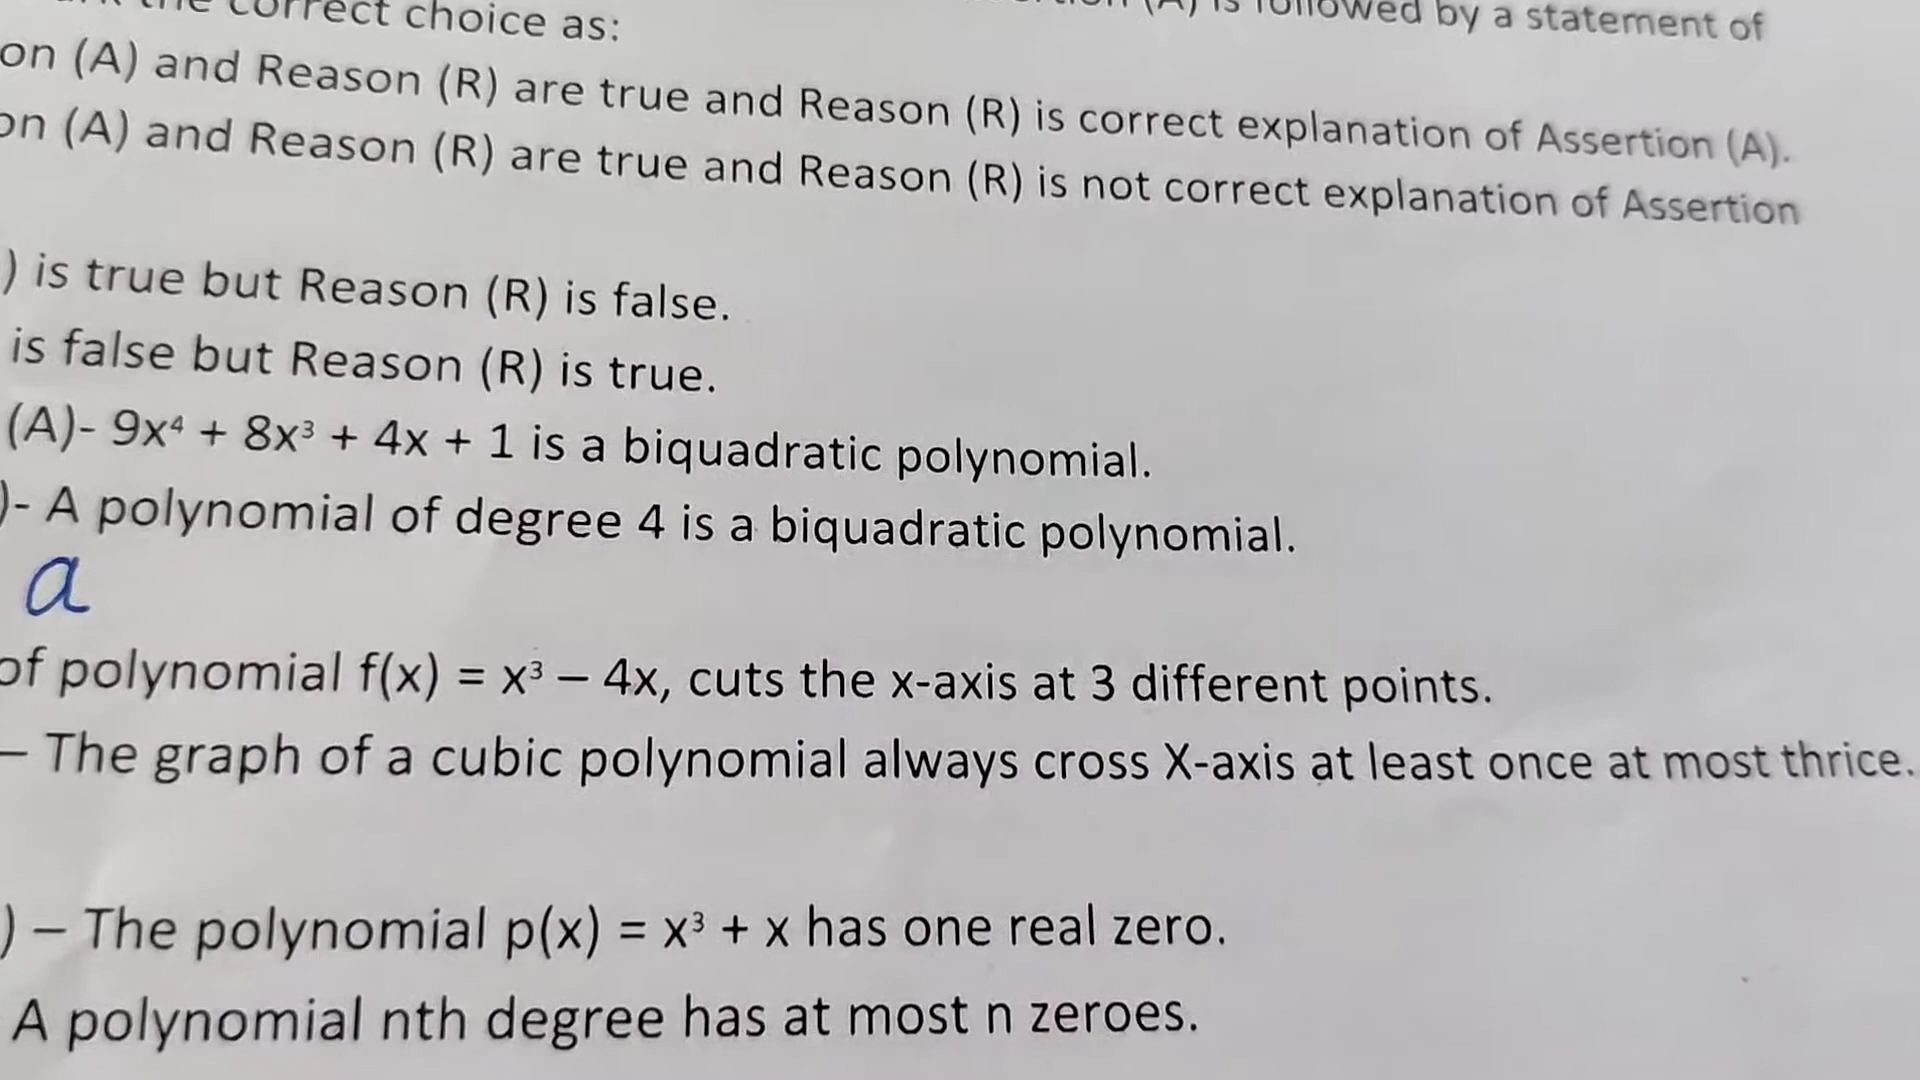 the correct choice as:
(A) is followed by a statement of
on (A) and Reason (R) are true and Reason (R) is correct explanation of Assertion (A).
on (A) and Reason (R) are true and Reason (R) is not correct explanation of Assertion
) is true but Reason (R) is false.
is false but Reason (R) is true.
(A)- 9x⁴ + 8x³ + 4x + 1 is a biquadratic polynomial.
)- A polynomial of degree 4 is a biquadratic polynomial.
a
of polynomial f(x) = x³ – 4x, cuts the x-axis at 3 different points.
– The graph of a cubic polynomial always cross X-axis at least once at most thrice.
) – The polynomial p(x) = x³ + x has one real zero.
A polynomial nth degree has at most n zeroes.